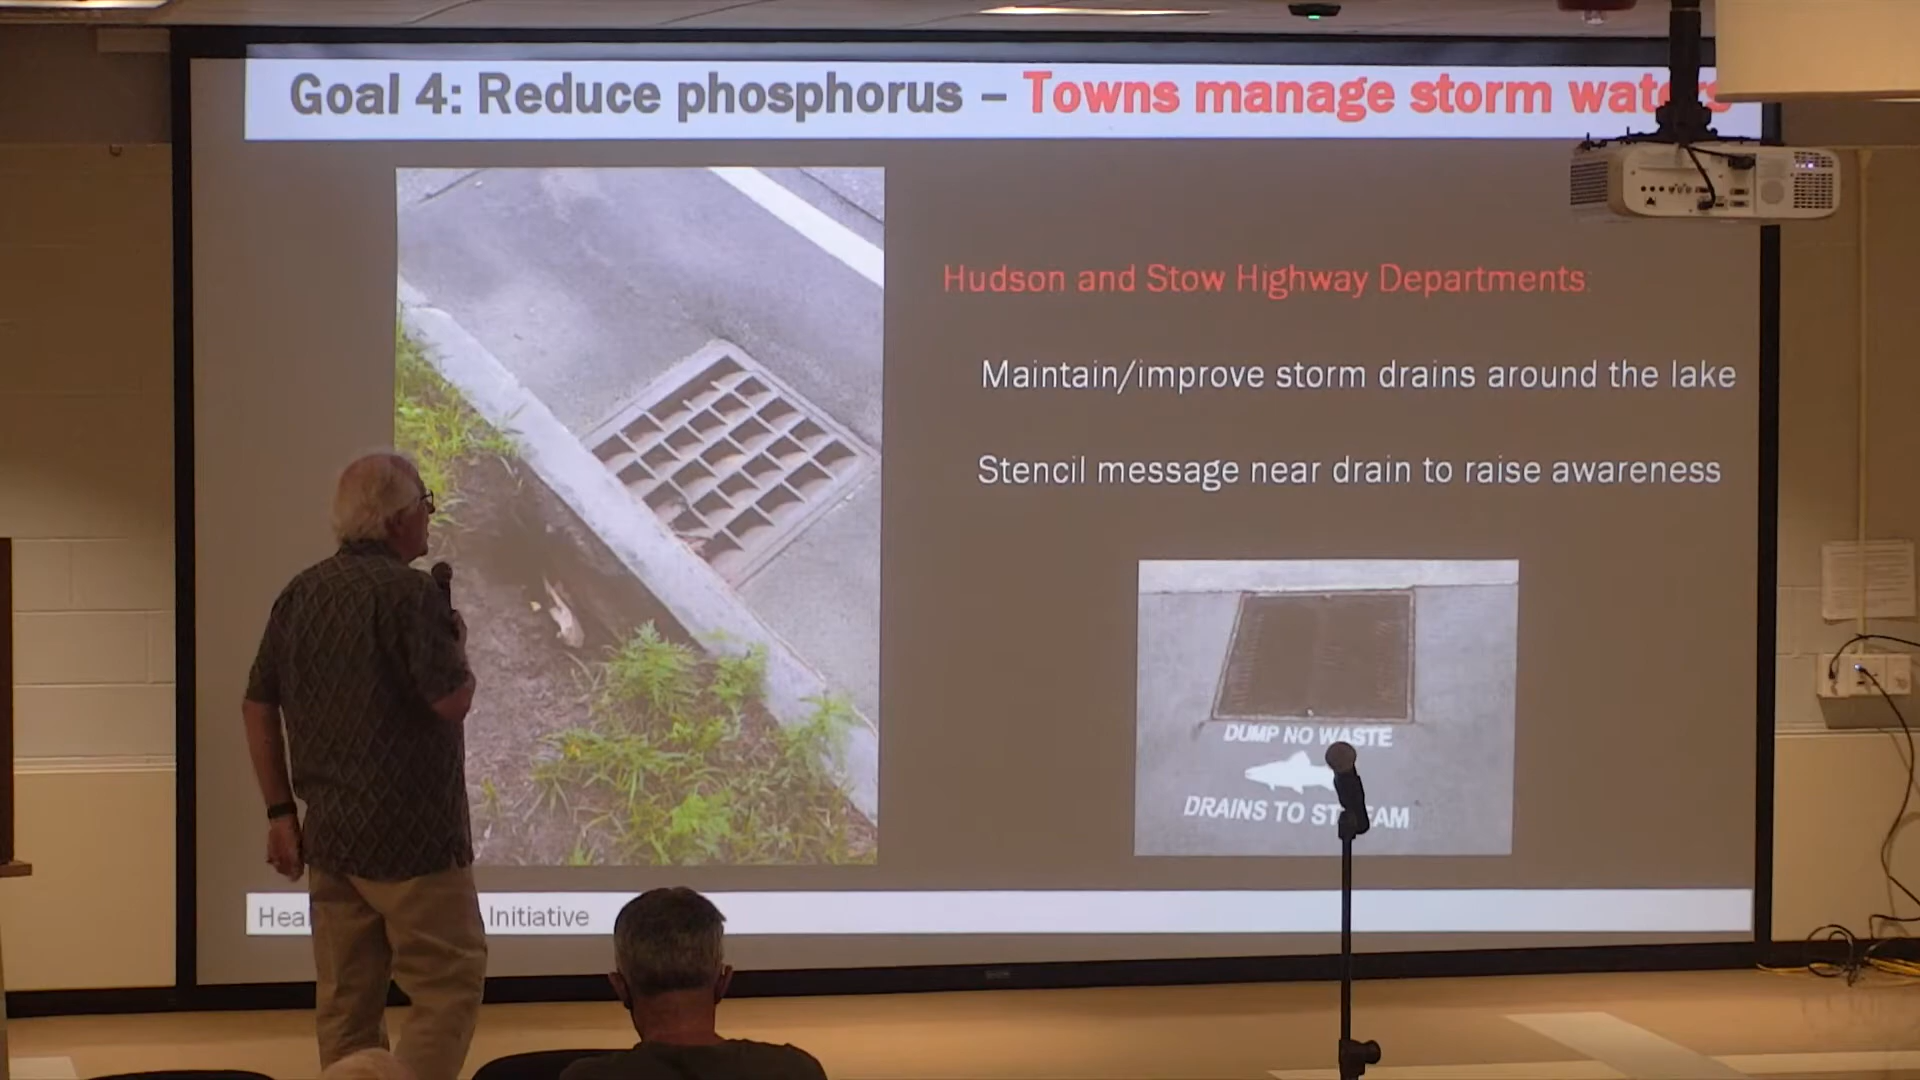 Goal 4: Reduce phosphorus – Towns manage storm waters
Hudson and Stow Highway Departments:
Maintain/improve storm drains around the lake
Stencil message near drain to raise awareness
DUMP NO WASTE
DRAINS TO STREAM
Initiative